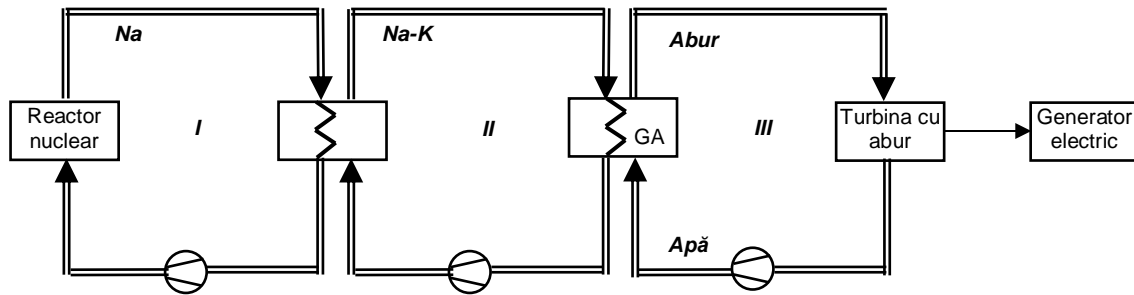 Na
Na-K
Abur
Reactor
nuclear
I
II
GA
III
Turbina cu
abur
Generator
electric
Apă